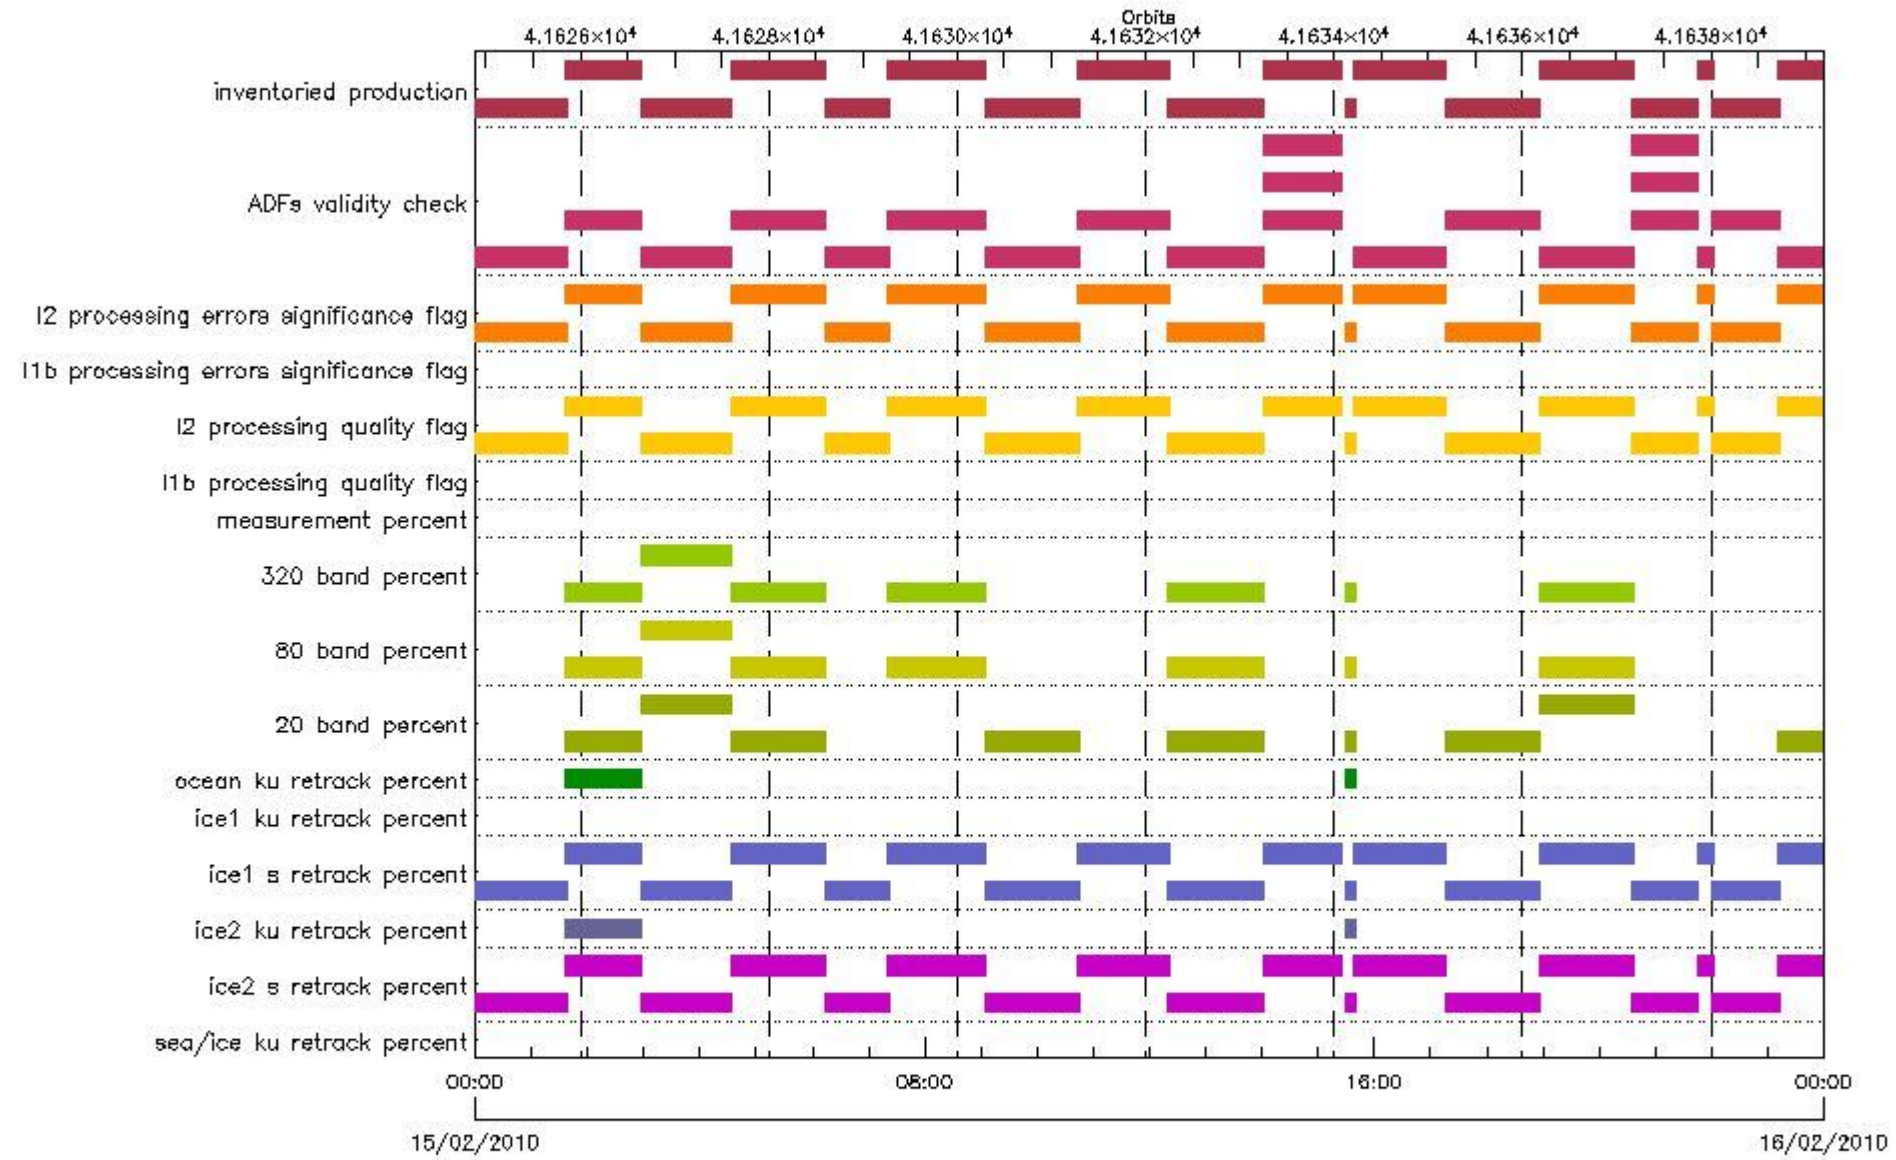 Orbits
4.1626×10⁴ 4.1628×10⁴ 4.1630×10⁴ 4.1632×10⁴ 4.1634×10⁴ 4.1636×10⁴ 4.1638×10⁴
inventoried production
ADFs validity check
l2 processing errors significance flag
l1b processing errors significance flag
l2 processing quality flag
l1b processing quality flag
measurement percent
320 band percent
80 band percent
20 band percent
ocean ku retrack percent
ice1 ku retrack percent
ice1 s retrack percent
ice2 ku retrack percent
ice2 s retrack percent
sea/ice ku retrack percent
00:00 08:00 16:00 00:00
15/02/2010 16/02/2010